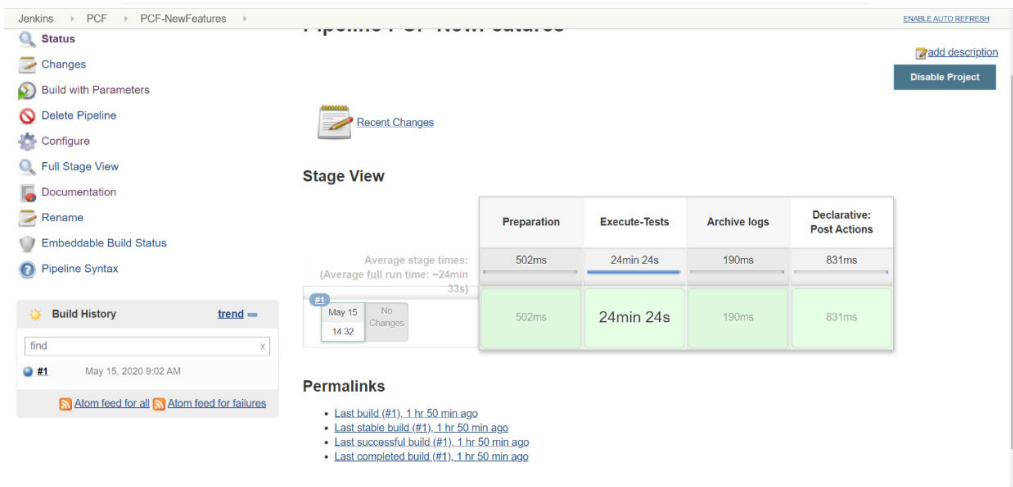 Jenkins PCF PCF-NewFeatures
ENABLE AUTO REFRESH
Pipeline PCF-NewFeatures
add description
Disable Project
Status
Changes
Build with Parameters
Delete Pipeline
Configure
Full Stage View
Documentation
Rename
Embeddable Build Status
Pipeline Syntax
Build History trend
find x
#1 May 15, 2020 9:02 AM
Atom feed for all Atom feed for failures
Recent Changes
Stage View
Preparation Execute-Tests Archive logs Declarative:
Post Actions
Average stage times:
(Average full run time: ~24min
33s)
502ms 24min 24s 190ms 831ms
#1
May 15
14:32
No
Changes
502ms 24min 24s 190ms 831ms
Permalinks
Last build (#1), 1 hr 50 min ago
Last stable build (#1), 1 hr 50 min ago
Last successful build (#1), 1 hr 50 min ago
Last completed build (#1), 1 hr 50 min ago